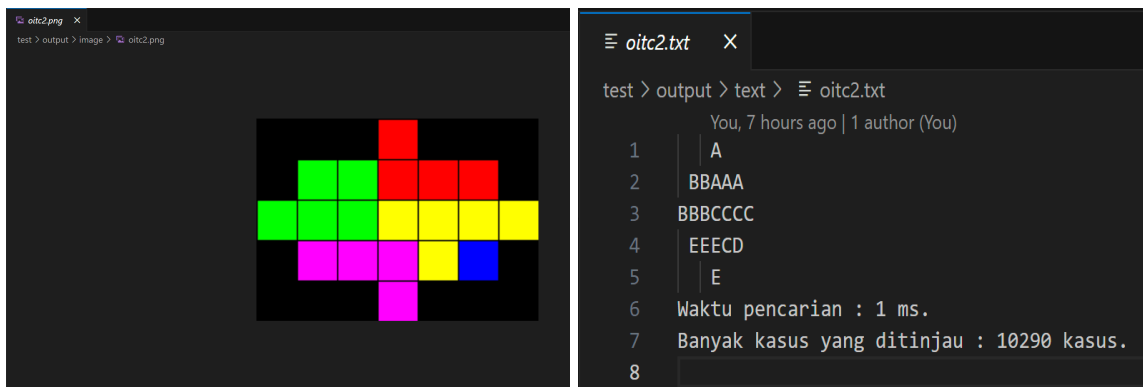 oitc2.png ×
test > output > image > oitc2.png
oitc2.txt ×
test > output > text > oitc2.txt
You, 7 hours ago | 1 author (You)
1    A
2  BBAAA
3 BBBCCCC
4  EEECD
5    E
6 Waktu pencarian : 1 ms.
7 Banyak kasus yang ditinjau : 10290 kasus.
8